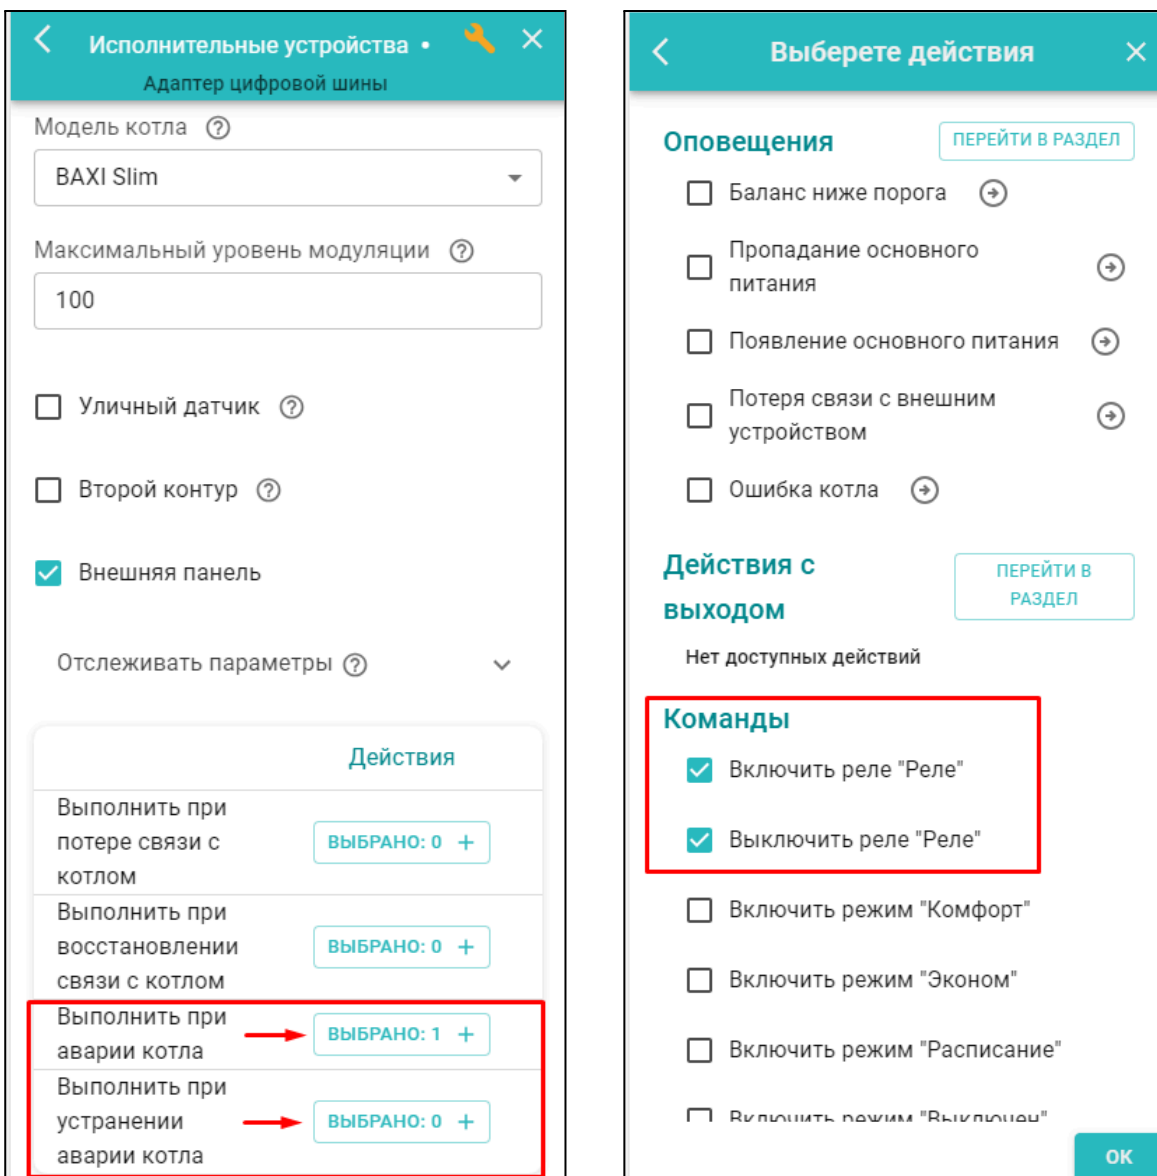 Исполнительные устройства •
Адаптер цифровой шины
Модель котла
BAXI Slim
Максимальный уровень модуляции
100
Уличный датчик
Второй контур
Внешняя панель
Отслеживать параметры
Действия
Выполнить при
потере связи с
котлом
ВЫБРАНО: 0 +
Выполнить при
восстановлении
связи с котлом
ВЫБРАНО: 0 +
Выполнить при
аварии котла
ВЫБРАНО: 1 +
Выполнить при
устранении
аварии котла
ВЫБРАНО: 0 +
Выберете действия
Оповещения
ПЕРЕЙТИ В РАЗДЕЛ
Баланс ниже порога
Пропадание основного
питания
Появление основного питания
Потеря связи с внешним
устройством
Ошибка котла
Действия с
выходом
ПЕРЕЙТИ В
РАЗДЕЛ
Нет доступных действий
Команды
Включить реле "Реле"
Выключить реле "Реле"
Включить режим "Комфорт"
Включить режим "Эконом"
Включить режим "Расписание"
Включить режим "Выключен"
ОК